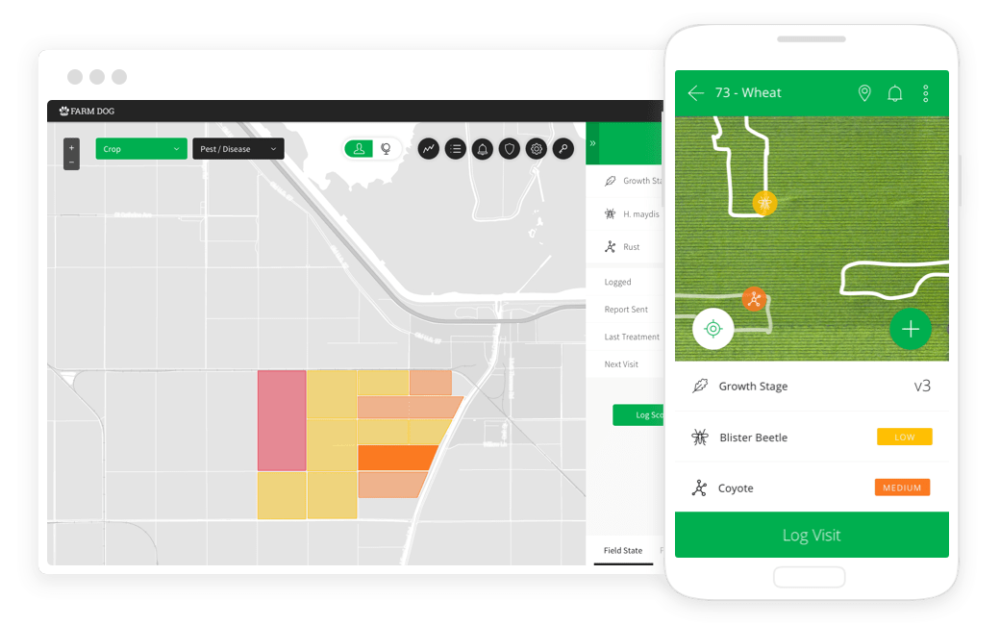 FARM DOG
+
−
Crop
Pest / Disease
»
Growth Sta
H. maydis
Rust
Logged
Report Sent
Last Treatment
Next Visit
Log Sco
Field State
F
73 - Wheat
+
Growth Stage
v3
Blister Beetle
LOW
Coyote
MEDIUM
Log Visit